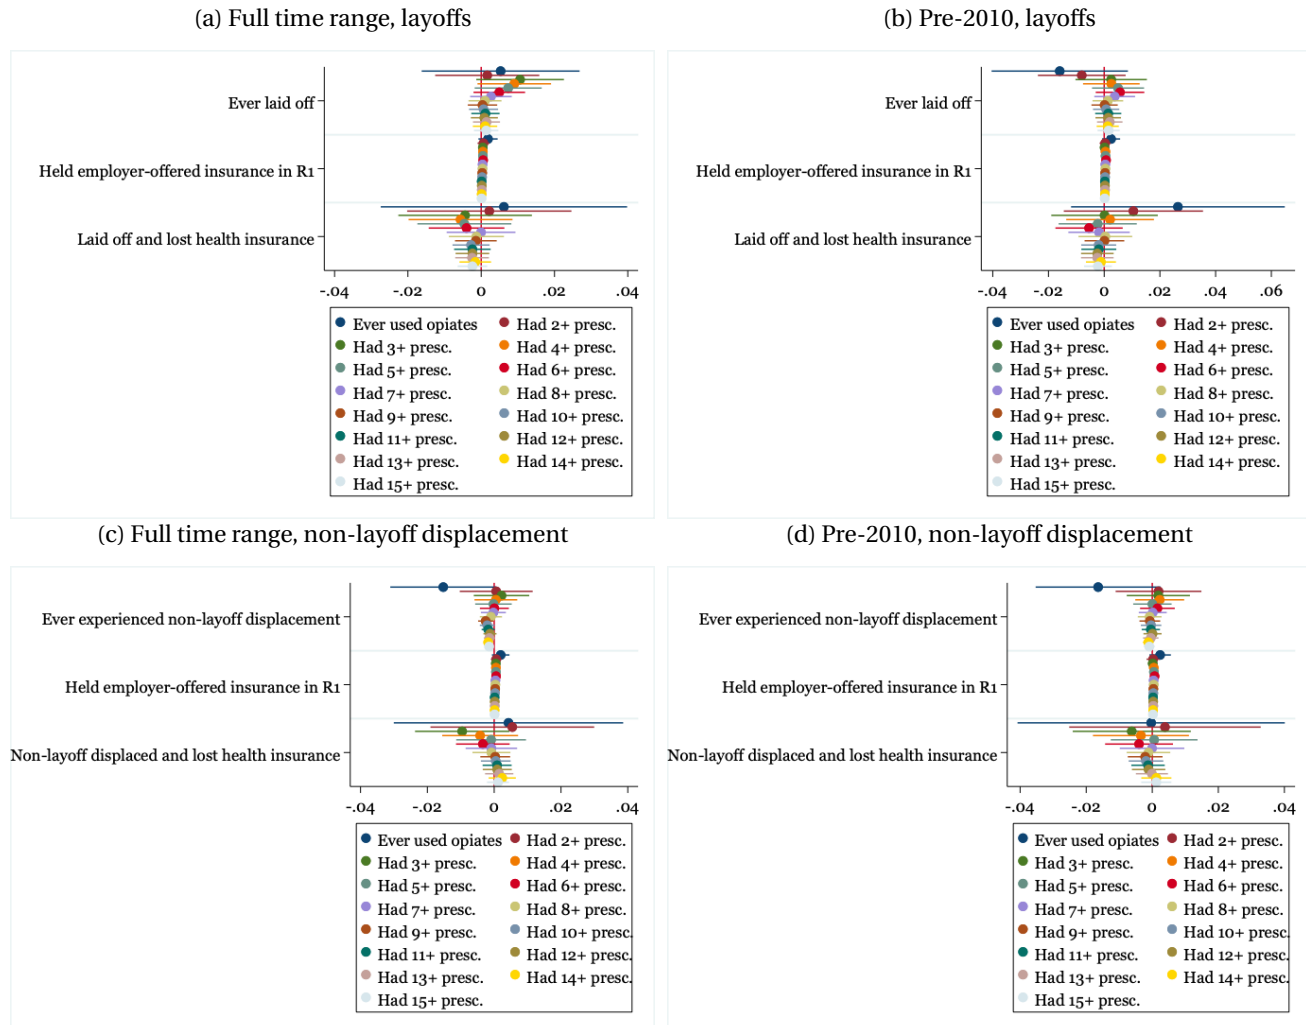 (a) Full time range, layoffs
Ever laid off
Held employer-offered insurance in R1
Laid off and lost health insurance
-.04 -.02 0 .02 .04
Ever used opiates Had 2+ presc.
Had 3+ presc. Had 4+ presc.
Had 5+ presc. Had 6+ presc.
Had 7+ presc. Had 8+ presc.
Had 9+ presc. Had 10+ presc.
Had 11+ presc. Had 12+ presc.
Had 13+ presc. Had 14+ presc.
Had 15+ presc.
(b) Pre-2010, layoffs
Ever laid off
Held employer-offered insurance in R1
Laid off and lost health insurance
-.04 -.02 0 .02 .04 .06
Ever used opiates Had 2+ presc.
Had 3+ presc. Had 4+ presc.
Had 5+ presc. Had 6+ presc.
Had 7+ presc. Had 8+ presc.
Had 9+ presc. Had 10+ presc.
Had 11+ presc. Had 12+ presc.
Had 13+ presc. Had 14+ presc.
Had 15+ presc.
(c) Full time range, non-layoff displacement
Ever experienced non-layoff displacement
Held employer-offered insurance in R1
Non-layoff displaced and lost health insurance
-.04 -.02 0 .02 .04
Ever used opiates Had 2+ presc.
Had 3+ presc. Had 4+ presc.
Had 5+ presc. Had 6+ presc.
Had 7+ presc. Had 8+ presc.
Had 9+ presc. Had 10+ presc.
Had 11+ presc. Had 12+ presc.
Had 13+ presc. Had 14+ presc.
Had 15+ presc.
(d) Pre-2010, non-layoff displacement
Ever experienced non-layoff displacement
Held employer-offered insurance in R1
Non-layoff displaced and lost health insurance
-.04 -.02 0 .02 .04
Ever used opiates Had 2+ presc.
Had 3+ presc. Had 4+ presc.
Had 5+ presc. Had 6+ presc.
Had 7+ presc. Had 8+ presc.
Had 9+ presc. Had 10+ presc.
Had 11+ presc. Had 12+ presc.
Had 13+ presc. Had 14+ presc.
Had 15+ presc.